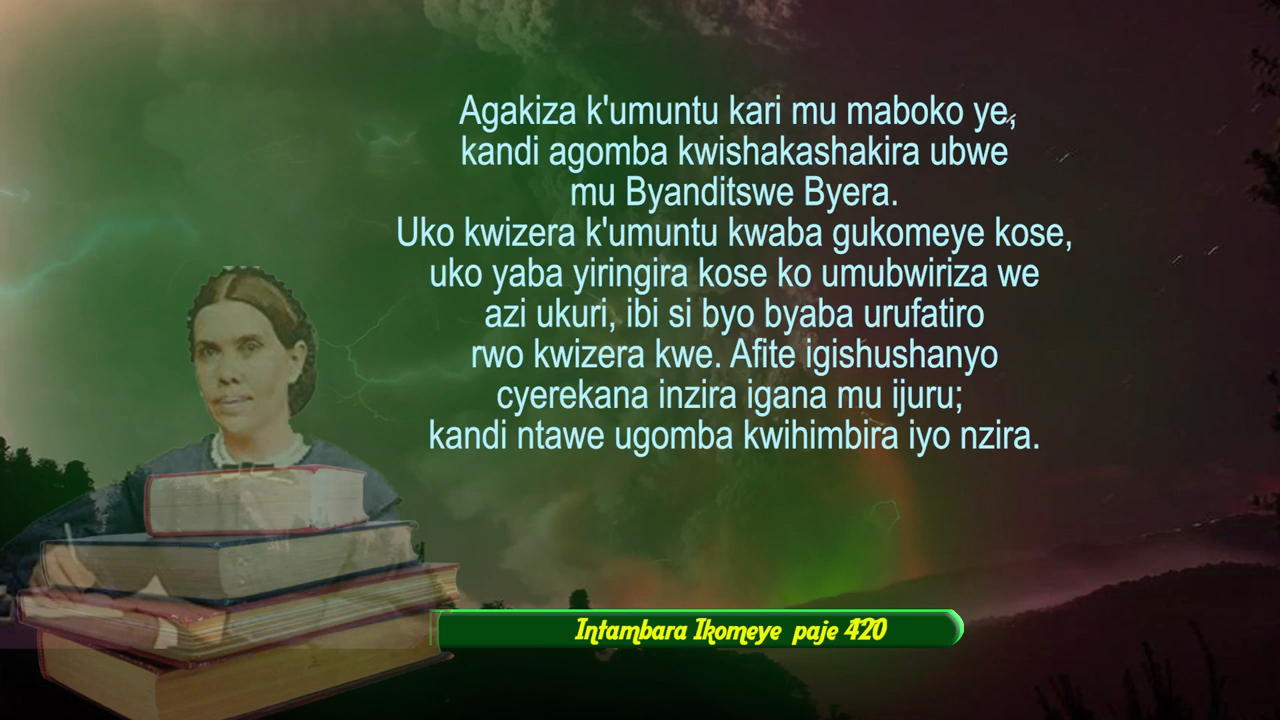 Agakiza k'umuntu kari mu maboko ye,
kandi agomba kwishakashakira ubwe
mu Byanditswe Byera.
Uko kwizera k'umuntu kwaba gukomeye kose,
uko yaba yiringira kose ko umubwiriza we
azi ukuri, ibi si byo byaba urufatiro
rwo kwizera kwe. Afite igishushanyo
cyerekana inzira igana mu ijuru;
kandi ntawe ugomba kwihimbira iyo nzira.
Intambara Ikomeye paje 420